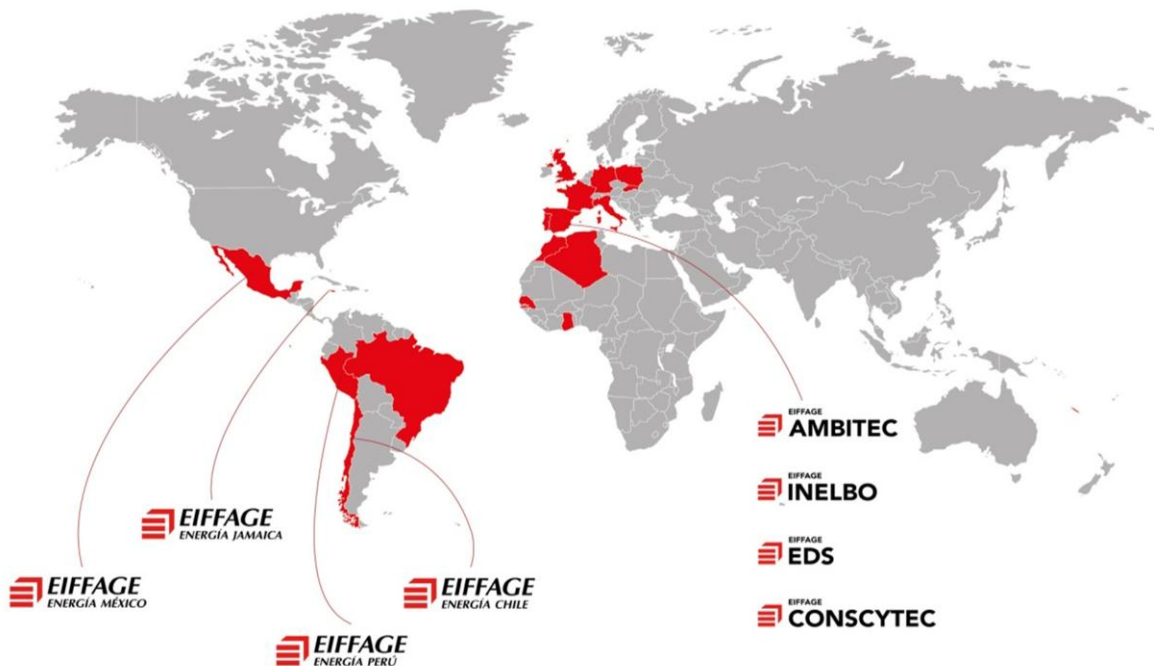 EIFFAGE
AMBITEC
EIFFAGE
INELBO
EIFFAGE
ENERGÍA JAMAICA
EIFFAGE
EDS
EIFFAGE
ENERGÍA MÉXICO
EIFFAGE
ENERGÍA CHILE
EIFFAGE
CONSCYTEC
EIFFAGE
ENERGÍA PERÚ